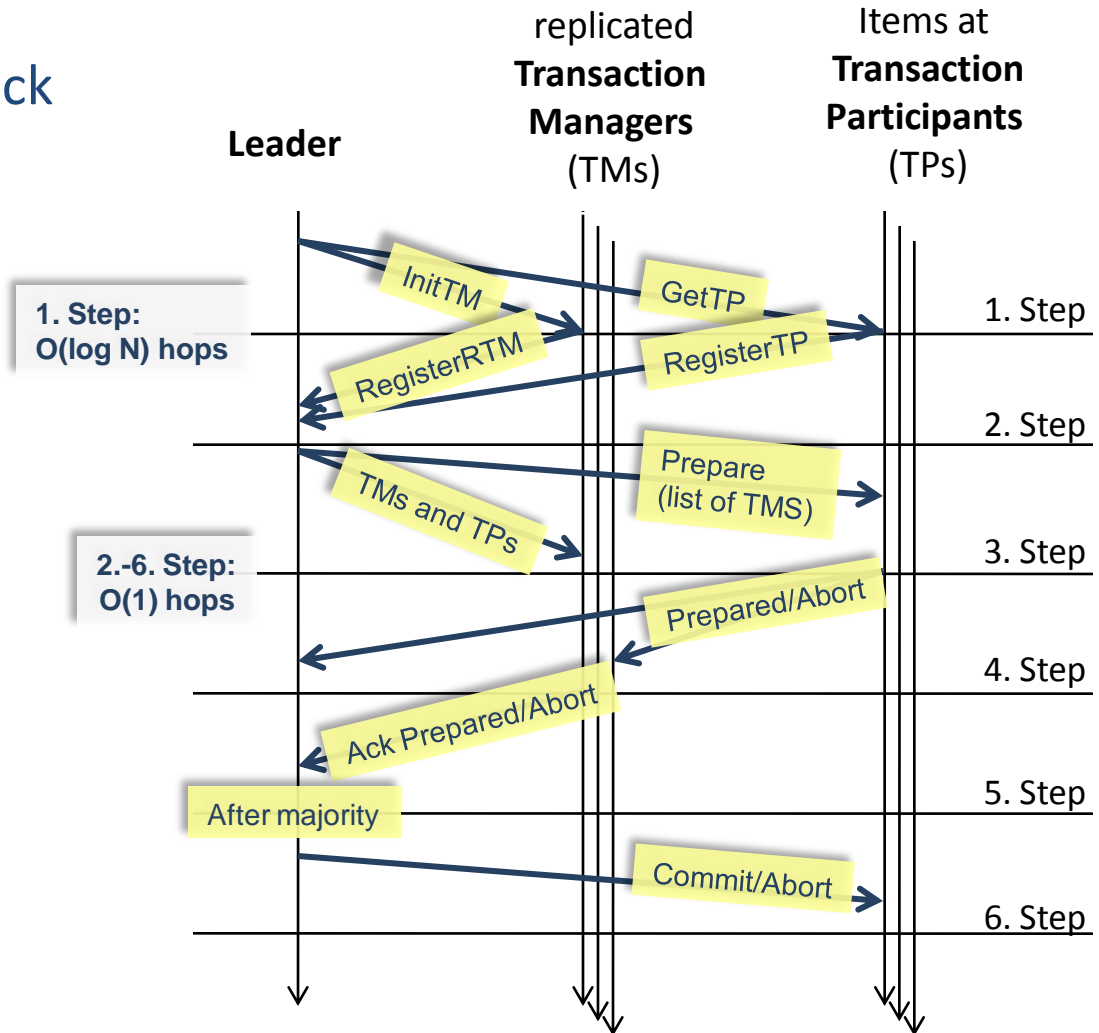 ck
Leader
replicated
Transaction
Managers
(TMs)
Items at
Transaction
Participants
(TPs)
InitTM
GetTP
1. Step:
O(log N) hops
1. Step
RegisterRTM
RegisterTP
2. Step
TMs and TPs
Prepare
(list of TMS)
2.-6. Step:
O(1) hops
3. Step
Prepared/Abort
4. Step
Ack Prepared/Abort
After majority
5. Step
Commit/Abort
6. Step